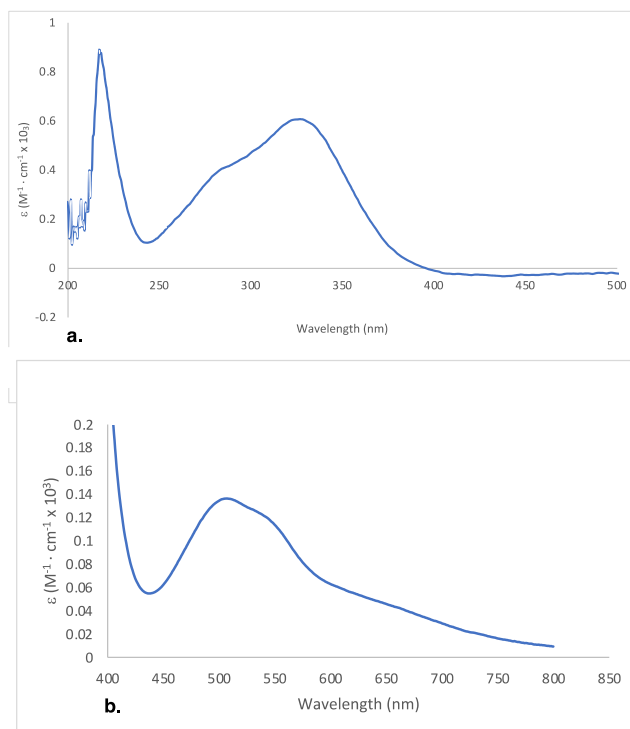 1
0.8
0.6
0.4
0.2
0
-0.2
ε (M⁻¹ · cm⁻¹ x 10₃)
200 250 300 350 400 450 500
Wavelength (nm)
a.
0.2
0.18
0.16
0.14
0.12
0.1
0.08
0.06
0.04
0.02
0
ε (M⁻¹ · cm⁻¹ x 10³)
400 450 500 550 600 650 700 750 800 850
Wavelength (nm)
b.